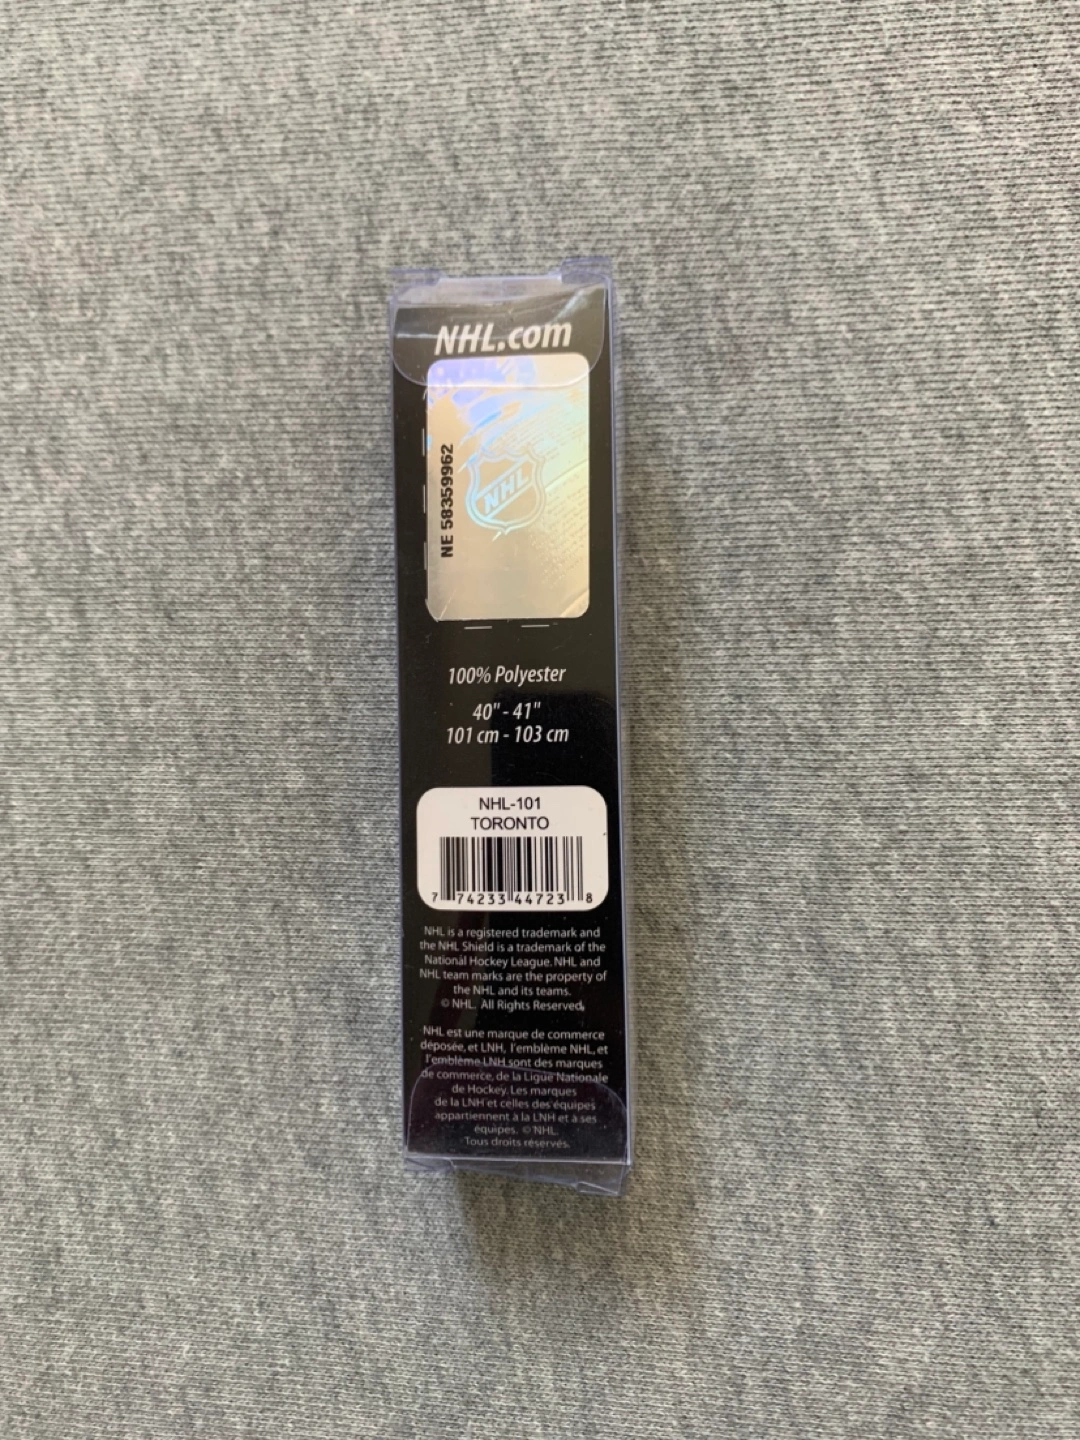 NHL.com
NE 58359962
NHL
100% Polyester
40" - 41"
101 cm - 103 cm
NHL-101
TORONTO
7 74233 44723 8
NHL is a registered trademark and
the NHL Shield is a trademark of the
National Hockey League. NHL and
NHL team marks are the property of
the NHL and its teams.
© NHL. All Rights Reserved.
NHL est une marque de commerce
déposée, et LNH, l'emblème NHL, et
l'emblème LNH sont des marques
de commerce, de la Ligue Nationale
de Hockey. Les marques
de la LNH et celles des équipes
appartiennent à la LNH et a ses
équipes. © NHL.
Tous droits réservés.